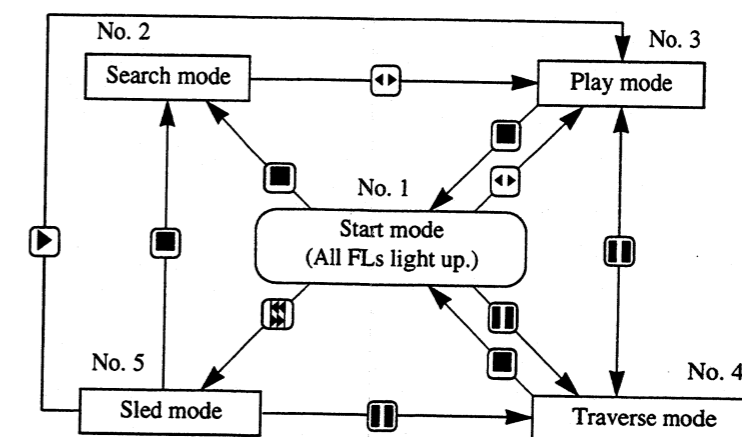 No. 2
No. 3
Search mode
Play mode
No. 1
Start mode
(All FLs light up.)
No. 5
No. 4
Sled mode
Traverse mode